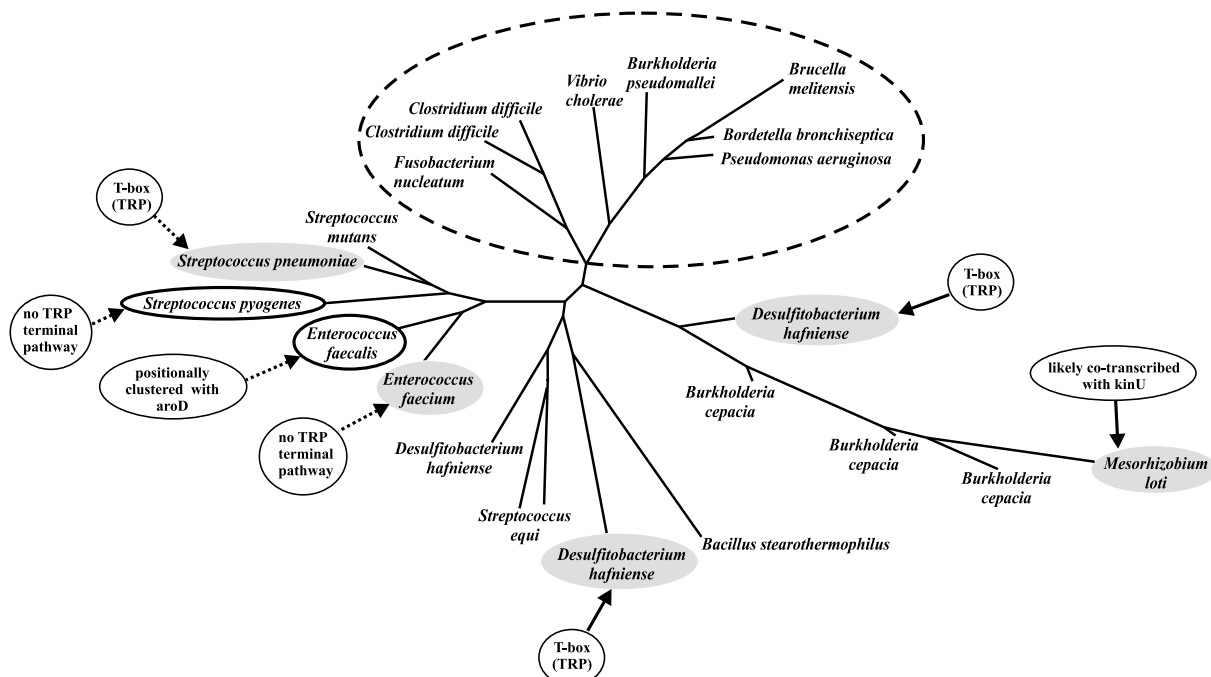 Burkholderia
pseudomallei
Brucella
melitensis
Vibrio
cholerae
Clostridium difficile
Clostridium difficile
Bordetella bronchiseptica
Pseudomonas aeruginosa
Fusobacterium
nucleatum
T-box
(TRP)
Streptococcus
mutans
Streptococcus pneumoniae
no TRP
terminal
pathway
Streptococcus pyogenes
Enterococcus
faecalis
positionally
clustered with
aroD
Enterococcus
faecium
no TRP
terminal
pathway
Desulfitobacterium
hafniense
Streptococcus
equi
Desulfitobacterium
hafniense
T-box
(TRP)
Bacillus stearothermophilus
T-box
(TRP)
Desulfitobacterium
hafniense
Burkholderia
cepacia
likely co-transcribed
with kinU
Burkholderia
cepacia
Burkholderia
cepacia
Mesorhizobium
loti